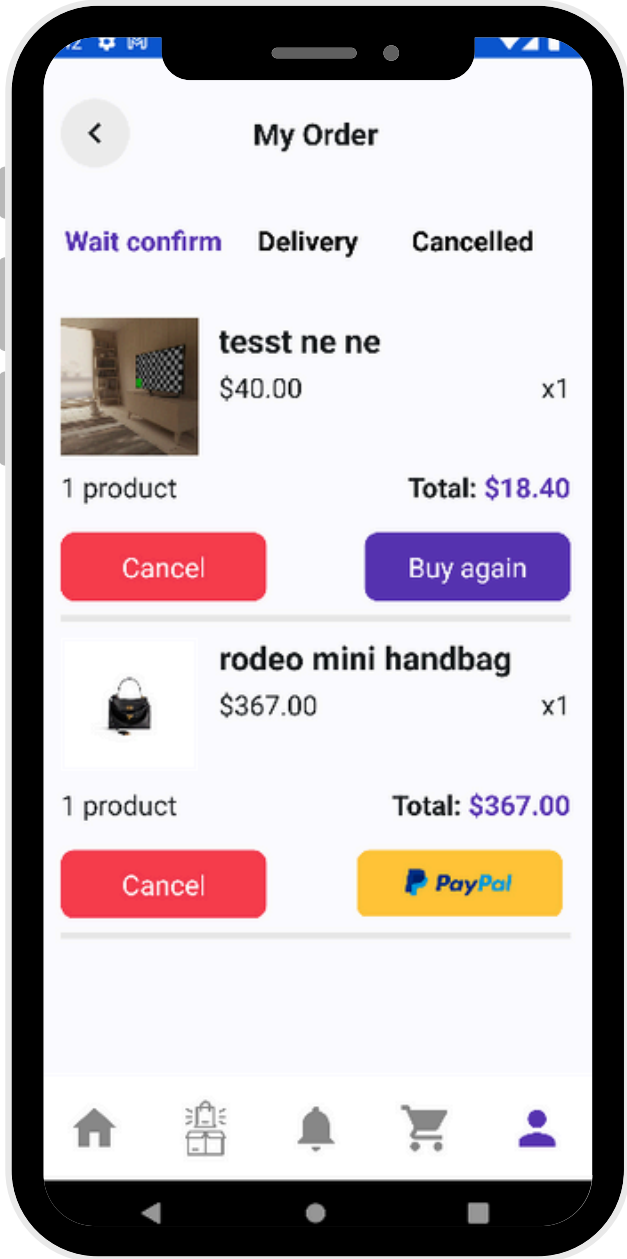 My Order
Wait confirm Delivery Cancelled
tesst ne ne
$40.00 x1
1 product Total: $18.40
Cancel Buy again
rodeo mini handbag
$367.00 x1
1 product Total: $367.00
Cancel PayPal